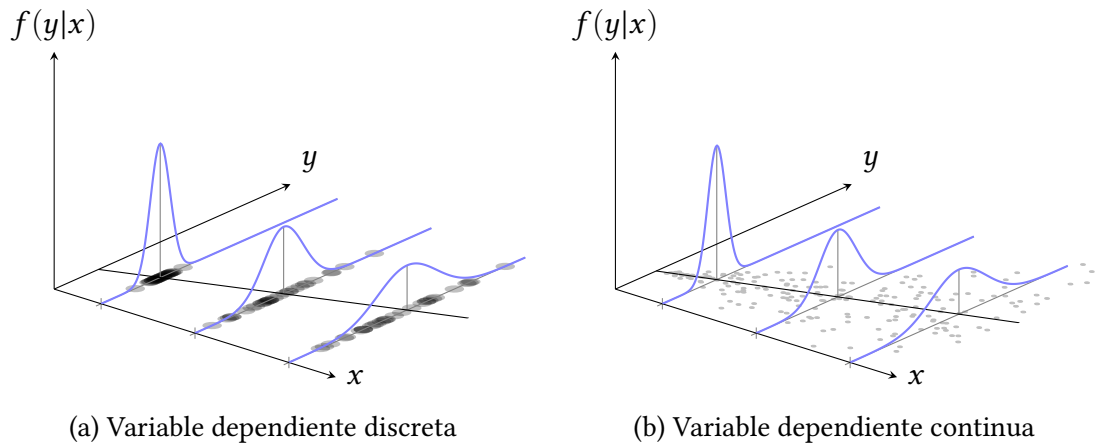 f(y|x)
y
x
(a) Variable dependiente discreta
f(y|x)
y
x
(b) Variable dependiente continua